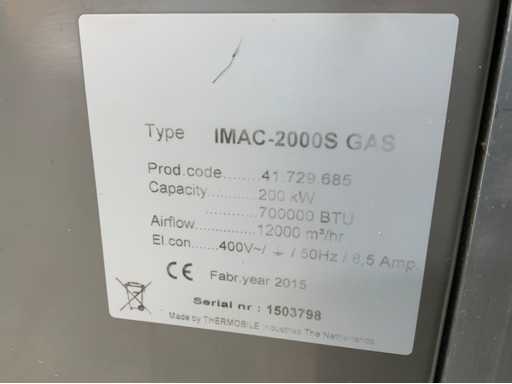 Type IMAC-2000S GAS
Prod.code........41.729.685
Capacity............200 kW
............700000 BTU
Airflow..............12000 m³/hr
El.con.......400V~/ ⏚ / 50Hz / 6,5 Amp
CE Fabr.year 2015
Serial nr : 1503798
Made by THERMOBILE Industries The Netherlands